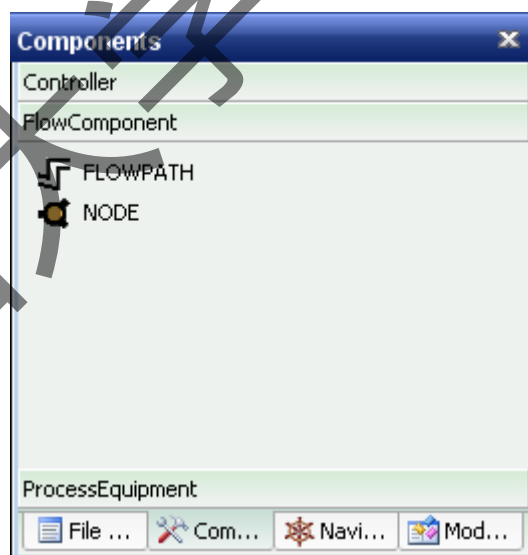 Components
Controller
FlowComponent
FLOWPATH
NODE
ProcessEquipment
File ... Com... Navi... Mod...